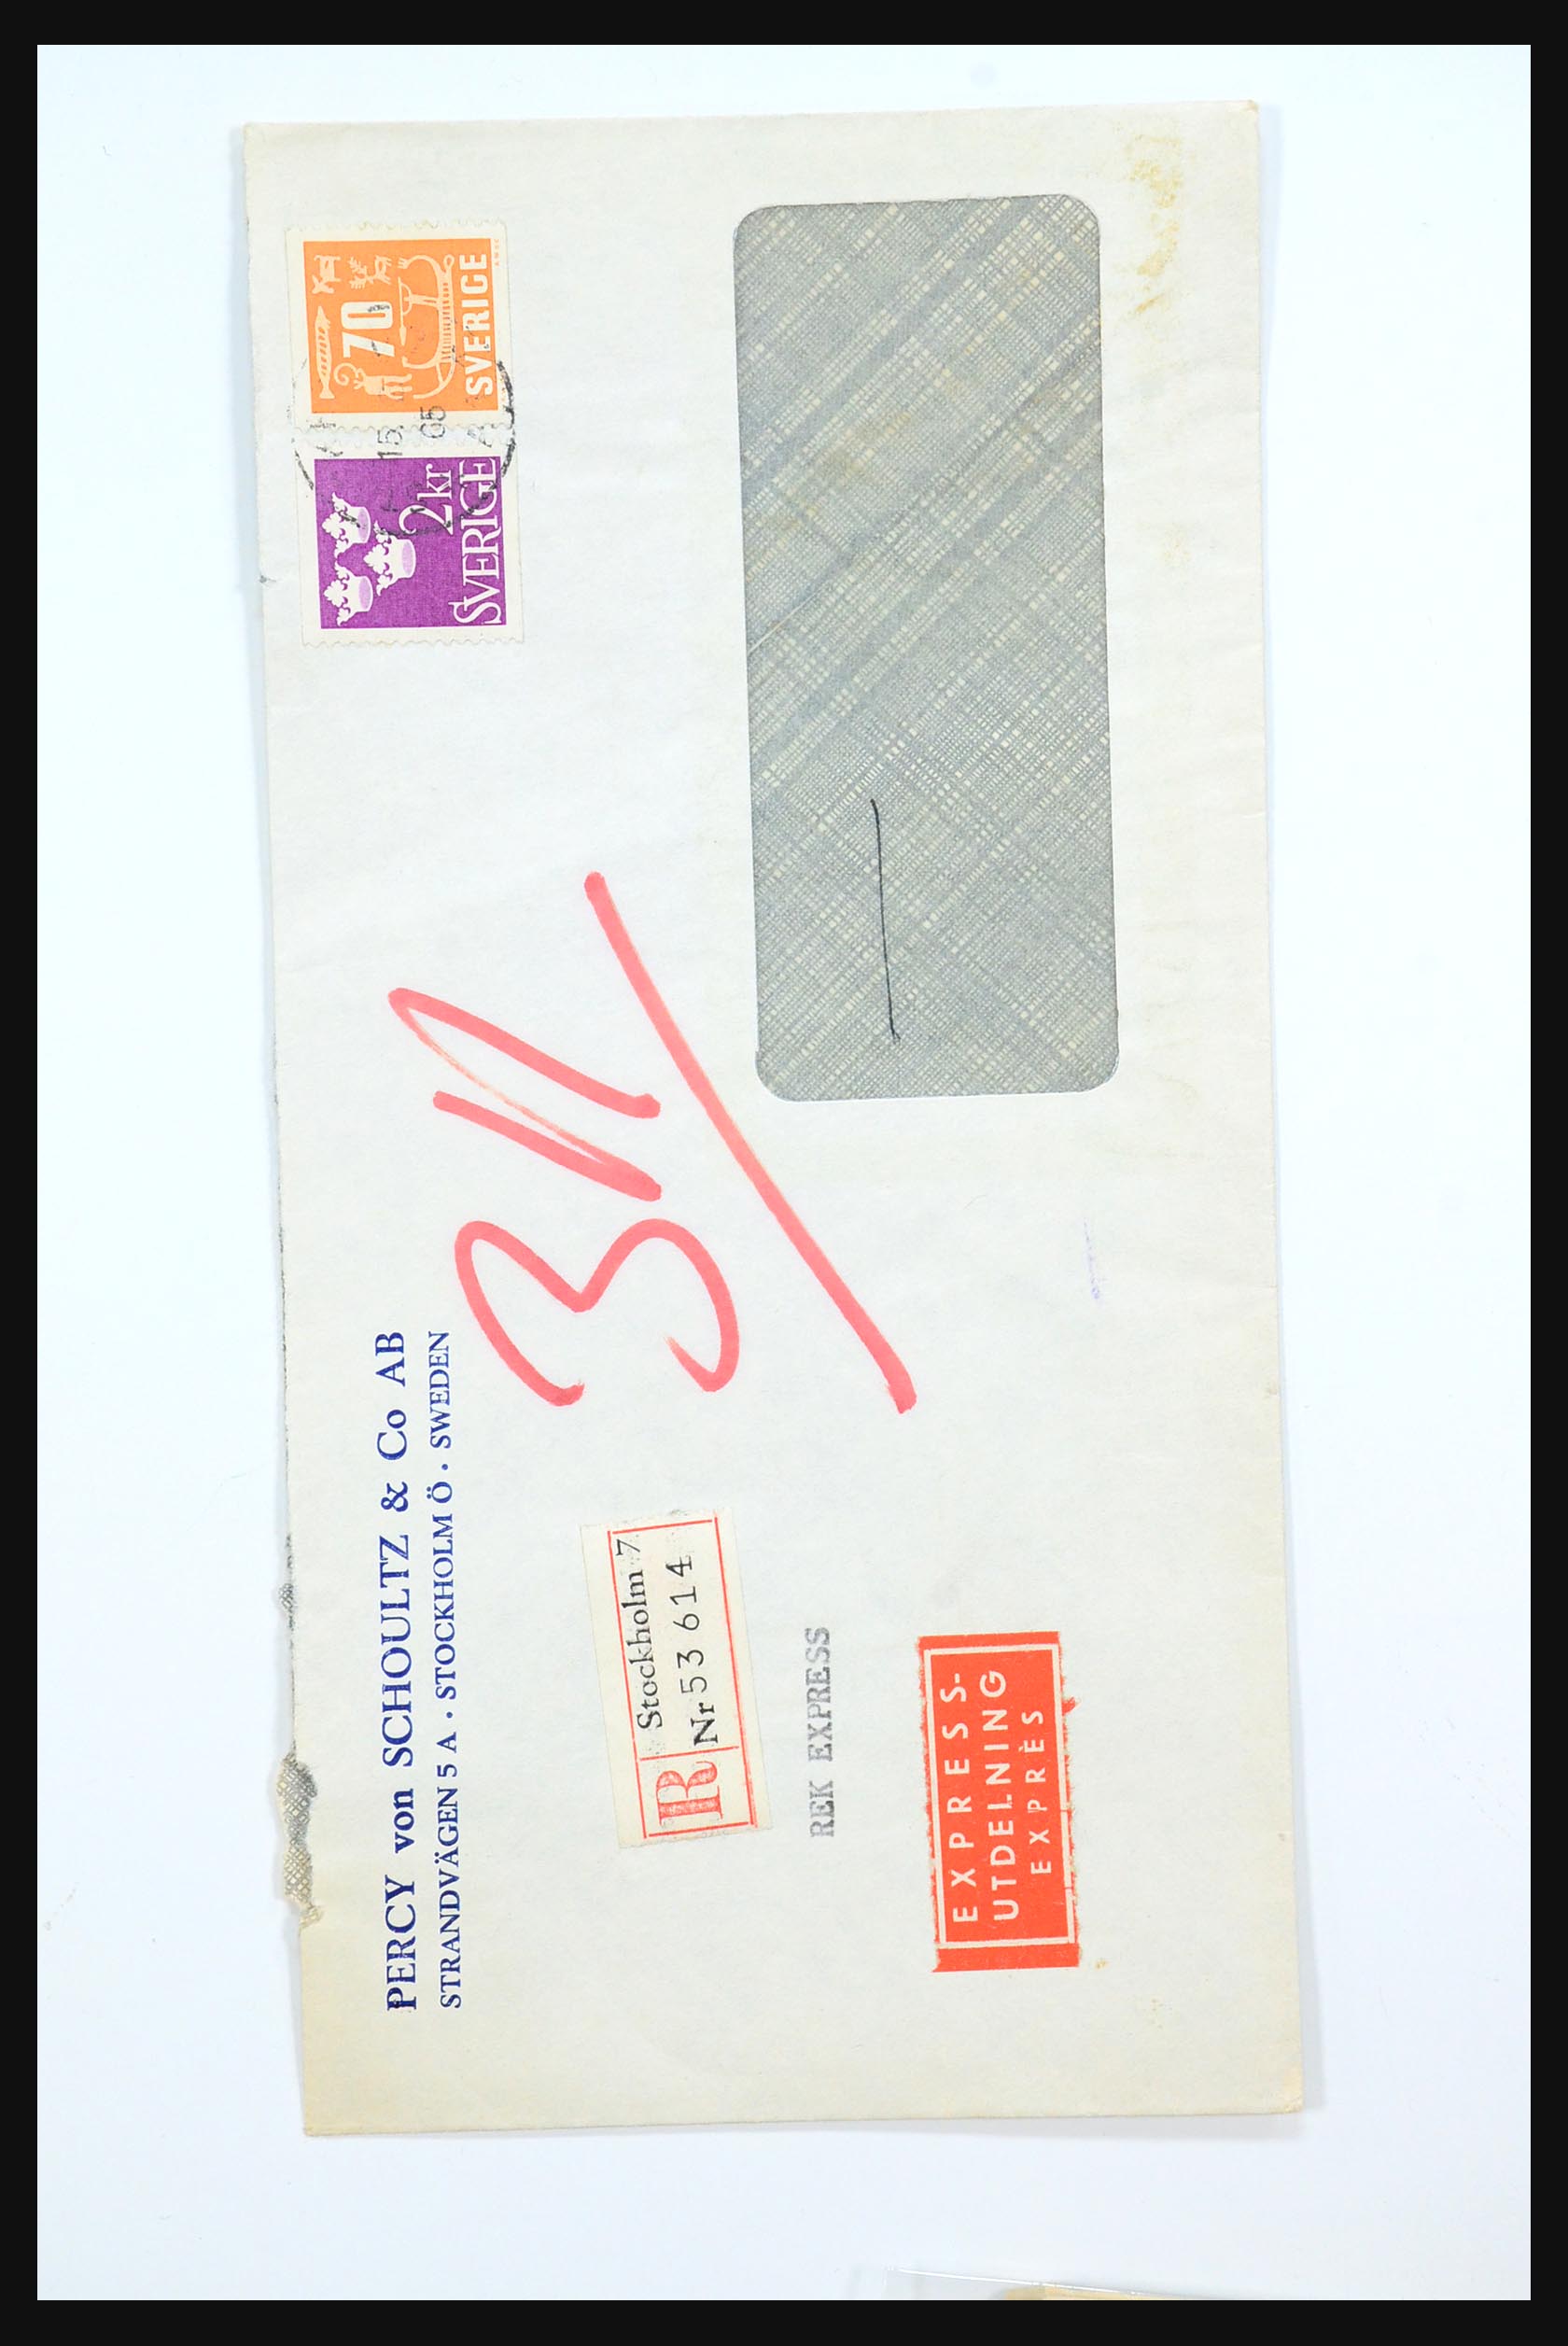 PERCY von SCHOULTZ & Co AB
STRANDVÄGEN 5 A · STOCKHOLM Ö · SWEDEN
2kr
SVERIGE
70
SVERIGE
15
65
R
Stockholm 7
Nr 53 614
REK EXPRESS
EXPRESS-
UTDELNING
EXPRÈS